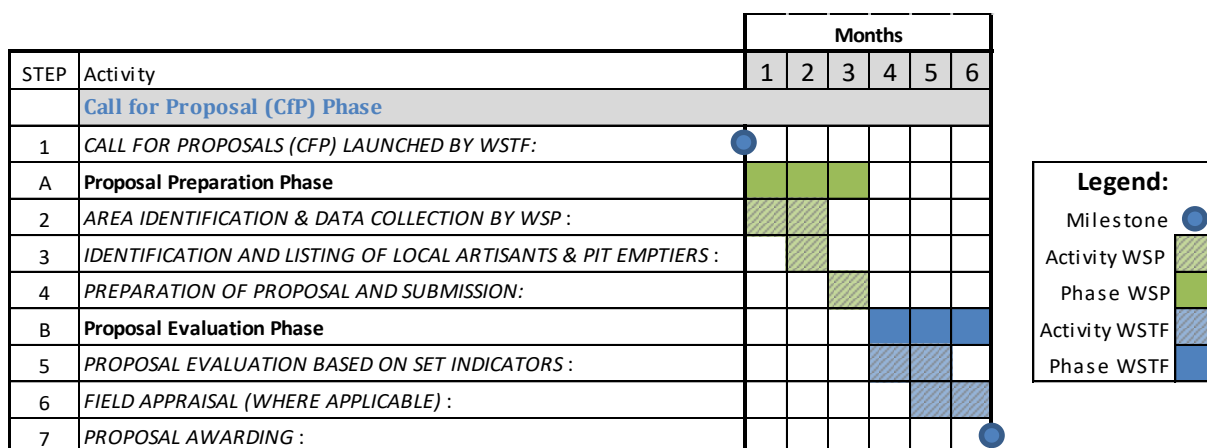 Months
STEP Activity 1 2 3 4 5 6
Call for Proposal (CfP) Phase
1 CALL FOR PROPOSALS (CFP) LAUNCHED BY WSTF:
A Proposal Preparation Phase
2 AREA IDENTIFICATION & DATA COLLECTION BY WSP :
3 IDENTIFICATION AND LISTING OF LOCAL ARTISANTS & PIT EMPTIERS :
4 PREPARATION OF PROPOSAL AND SUBMISSION:
B Proposal Evaluation Phase
5 PROPOSAL EVALUATION BASED ON SET INDICATORS :
6 FIELD APPRAISAL (WHERE APPLICABLE) :
7 PROPOSAL AWARDING :
Legend:
Milestone
Activity WSP
Phase WSP
Activity WSTF
Phase WSTF